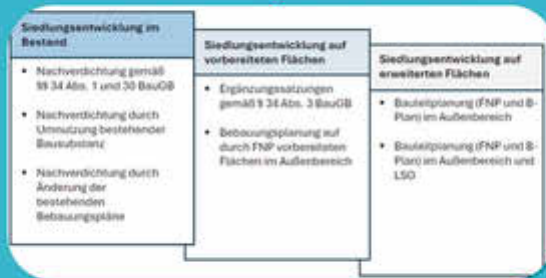 Siedlungsentwicklung im
Bestand
• Nachverdichtung gemäß
§§ 34 Abs. 1 und 30 BauGB
• Nachverdichtung durch
Umnutzung bestehender
Bausubstanz
• Nachverdichtung durch
Änderung der
bestehenden
Bebauungspläne
Siedlungsentwicklung auf
vorbereiteten Flächen
• Ergänzungssatzungen
gemäß § 34 Abs. 3 BauGB
• Bebauungsplanung auf
durch FNP vorbereiteten
Flächen im Außenbereich
Siedlungsentwicklung auf
erweiterten Flächen
• Bauleitplanung (FNP und B-
Plan) im Außenbereich
• Bauleitplanung (FNP und B-
Plan) im Außenbereich und
LSG